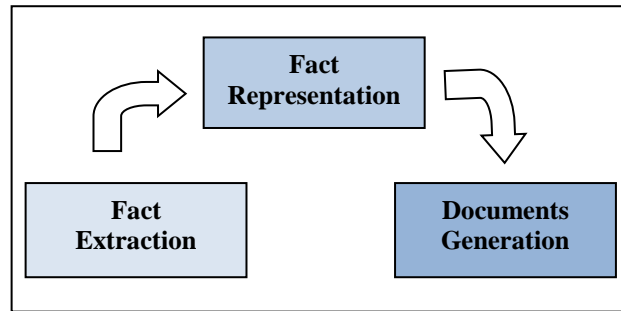 Fact
Representation
Fact
Extraction
Documents
Generation